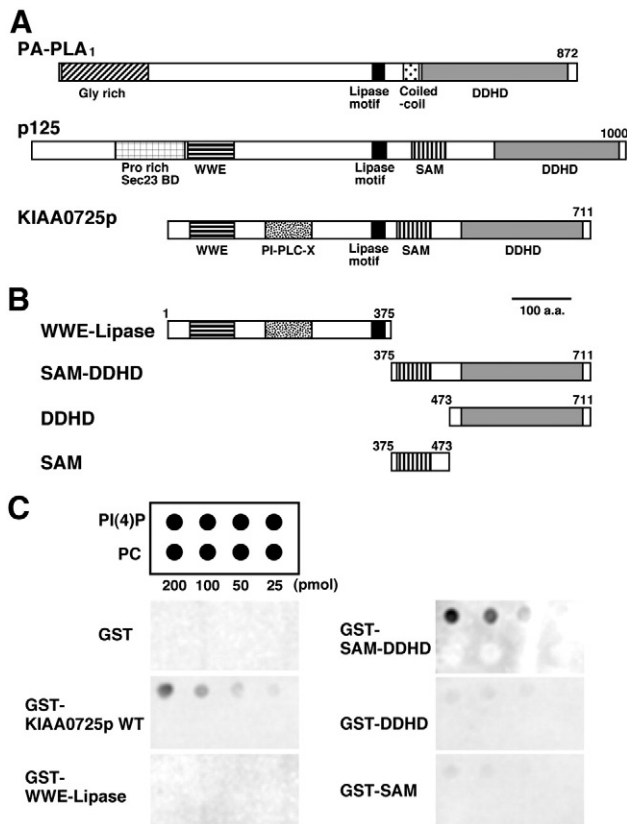 A
PA-PLA1
872
Gly rich
Lipase motif
Coiled -coil
DDHD
p125
1000
Pro rich Sec23 BD
WWE
Lipase motif
SAM
DDHD
KIAA0725p
711
WWE
PI-PLC-X
Lipase motif
SAM
DDHD
B
100 a.a.
1
375
WWE-Lipase
375
711
SAM-DDHD
473
711
DDHD
375
473
SAM
C
PI(4)P
PC
200 100 50 25 (pmol)
GST
GST-
KIAA0725p WT
GST-
WWE-Lipase
GST-
SAM-DDHD
GST-DDHD
GST-SAM